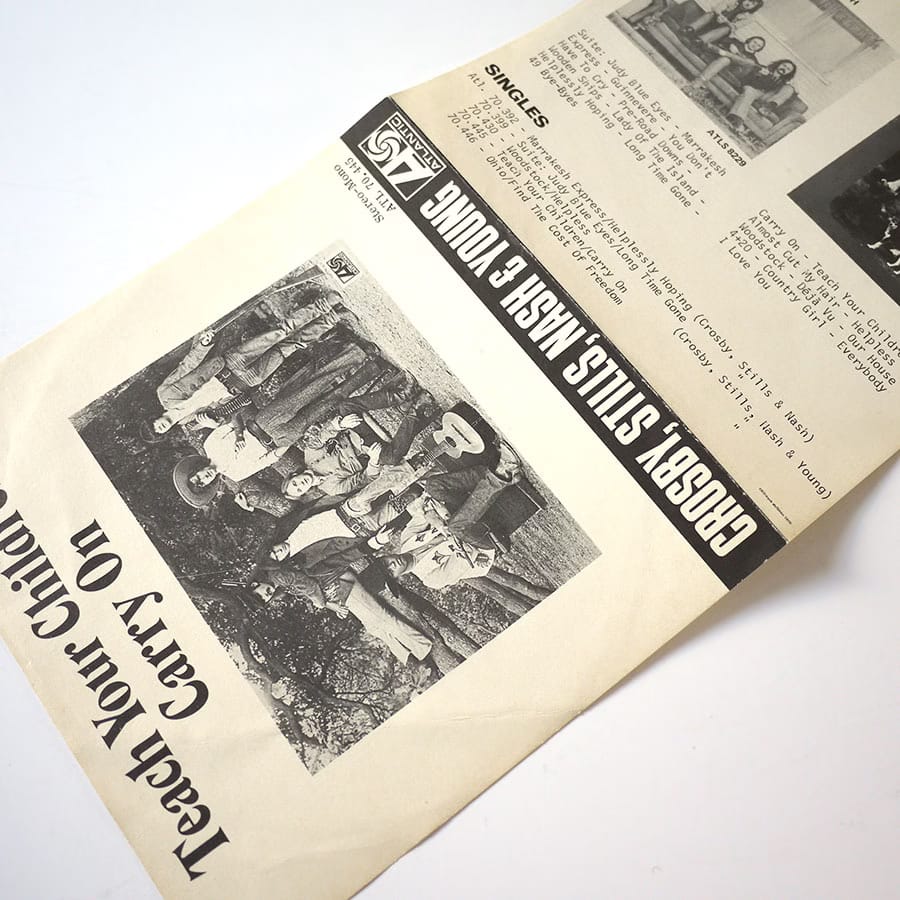 CROSBY, STILLS, NASH & YOUNG
ATLANTIC
Stereo-Mono
ATL 70.445
ATLANTIC
Teach Your Childr
Carry On
ATLS 8229
Suite: Judy Blue Eyes - Marrakesh
Express - Guinnevere - You Don't
Have To Cry - Pre-Road Downs -
Wooden Ships - Lady Of The Island -
Helplessly Hoping - Long Time Gone -
49 Bye-Byes
Carry On - Teach Your Childre
Almost Cut My Hair - Helpless
Woodstock - Déjà Vu - Our House
4+20 - Country Girl - Everybody
I Love You
SINGLES
Atl. 70.392 - Marrakesh Express/Helplessly Hoping (Crosby, Stills & Nash)
70.399 - Suite: Judy Blue Eyes/Long Time Gone "
70.430 - Woodstock/Helpless (Crosby, Stills, Nash & Young)
70.445 - Teach Your Children/Carry On "
70.446 - Ohio/Find The Cost Of Freedom "